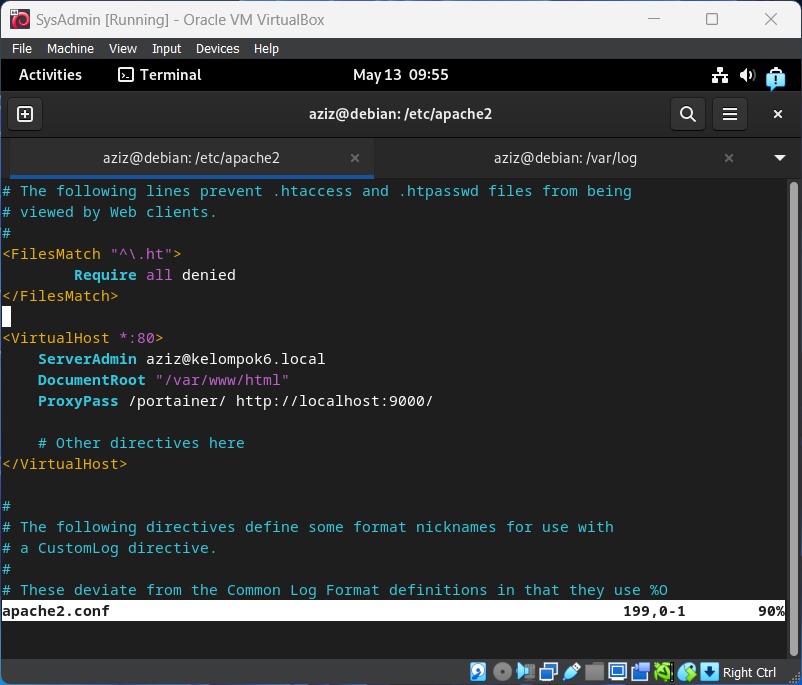 SysAdmin [Running] - Oracle VM VirtualBox
File Machine View Input Devices Help
Activities Terminal May 13 09:55
aziz@debian: /etc/apache2
aziz@debian: /etc/apache2 aziz@debian: /var/log
# The following lines prevent .htaccess and .htpasswd files from being
# viewed by Web clients.
#
<FilesMatch "^\.ht">
        Require all denied
</FilesMatch>

<VirtualHost *:80>
    ServerAdmin aziz@kelompok6.local
    DocumentRoot "/var/www/html"
    ProxyPass /portainer/ http://localhost:9000/

    # Other directives here
</VirtualHost>

#
# The following directives define some format nicknames for use with
# a CustomLog directive.
#
# These deviate from the Common Log Format definitions in that they use %O
apache2.conf 199,0-1 90%
Right Ctrl